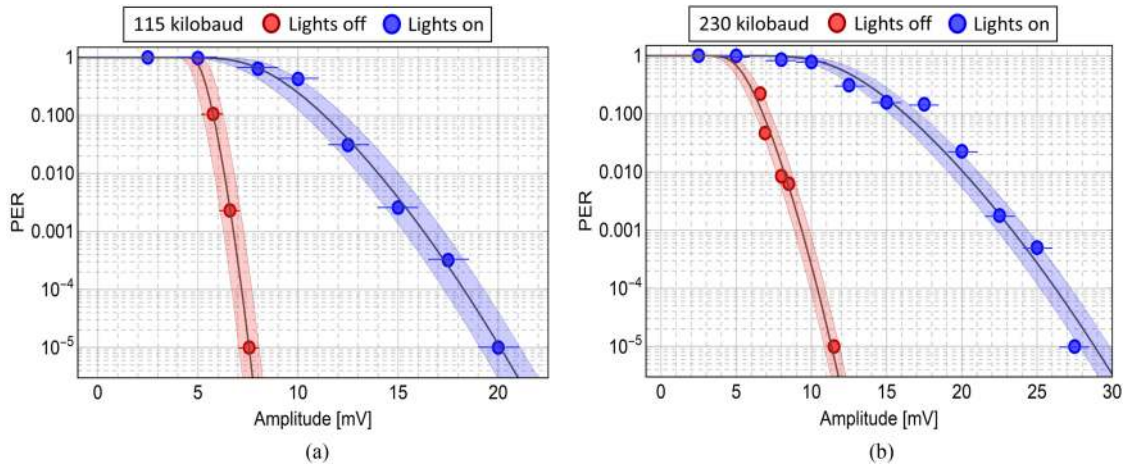 115 kilobaud Lights off Lights on
230 kilobaud Lights off Lights on
PER
1
0.100
0.010
0.001
10⁻⁴
10⁻⁵
0 5 10 15 20
Amplitude [mV]
(a)
PER
1
0.100
0.010
0.001
10⁻⁴
10⁻⁵
0 5 10 15 20 25 30
Amplitude [mV]
(b)